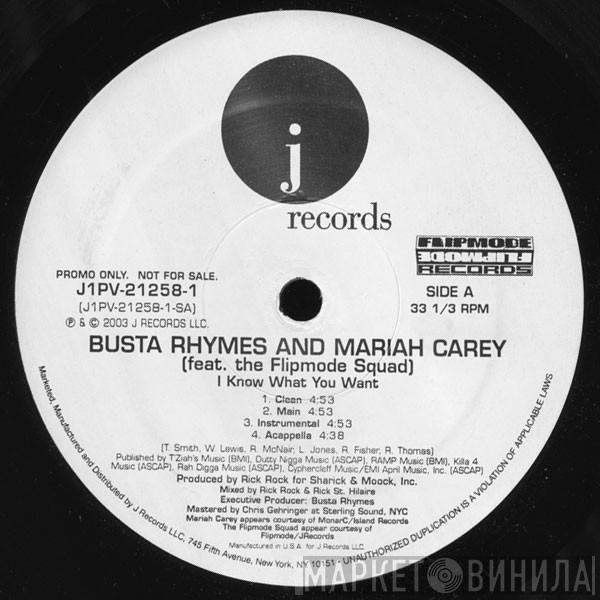 j
records
FLIPMODE
FLIPMODE
RECORDS
PROMO ONLY. NOT FOR SALE.
J1PV-21258-1
(J1PV-21258-1-SA)
℗ & © 2003 J RECORDS LLC.
SIDE A
33 1/3 RPM
BUSTA RHYMES AND MARIAH CAREY
(feat. the Flipmode Squad)
I Know What You Want
1. Clean 4:53
2. Main 4:53
3. Instrumental 4:53
4. Acappella 4:38
(T. Smith, W. Lewis, R. McNair, L. Jones, R. Fisher, R. Thomas)
Published by T'Ziah's Music (BMI), Dutty Nigga Music (ASCAP), RAMP Music (BMI), Killa 4
Music (ASCAP), Rah Digga Music (ASCAP), Cyphercleff Music/EMI April Music, Inc. (ASCAP)
Produced by Rick Rock for Sharick & Moock, Inc.
Mixed by Rick Rock & Rick St. Hilaire
Executive Producer: Busta Rhymes
Mastered by Chris Gehringer at Sterling Sound, NYC
Mariah Carey appears courtesy of MonarC/Island Records
The Flipmode Squad appear courtesy of
Flipmode/JRecords
Manufactured in U.S.A. for J Records LLC.
Marketed, Manufactured and Distributed by J Records LLC, 745 Fifth Avenue, New York, NY 10151 - UNAUTHORIZED DUPLICATION IS A VIOLATION OF APPLICABLE LAWS
МАРКЕТ ВИНИЛА